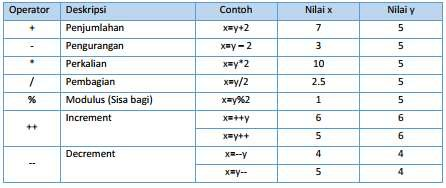 Operator Deskripsi Contoh Nilai x Nilai y
+ Penjumlahan x=y+2 7 5
- Pengurangan x=y – 2 3 5
* Perkalian x=y*2 10 5
/ Pembagian x=y/2 2.5 5
% Modulus (Sisa bagi) x=y%2 1 5
++ Increment x=++y 6 6
x=y++ 5 6
-- Decrement x=--y 4 4
x=y-- 5 4